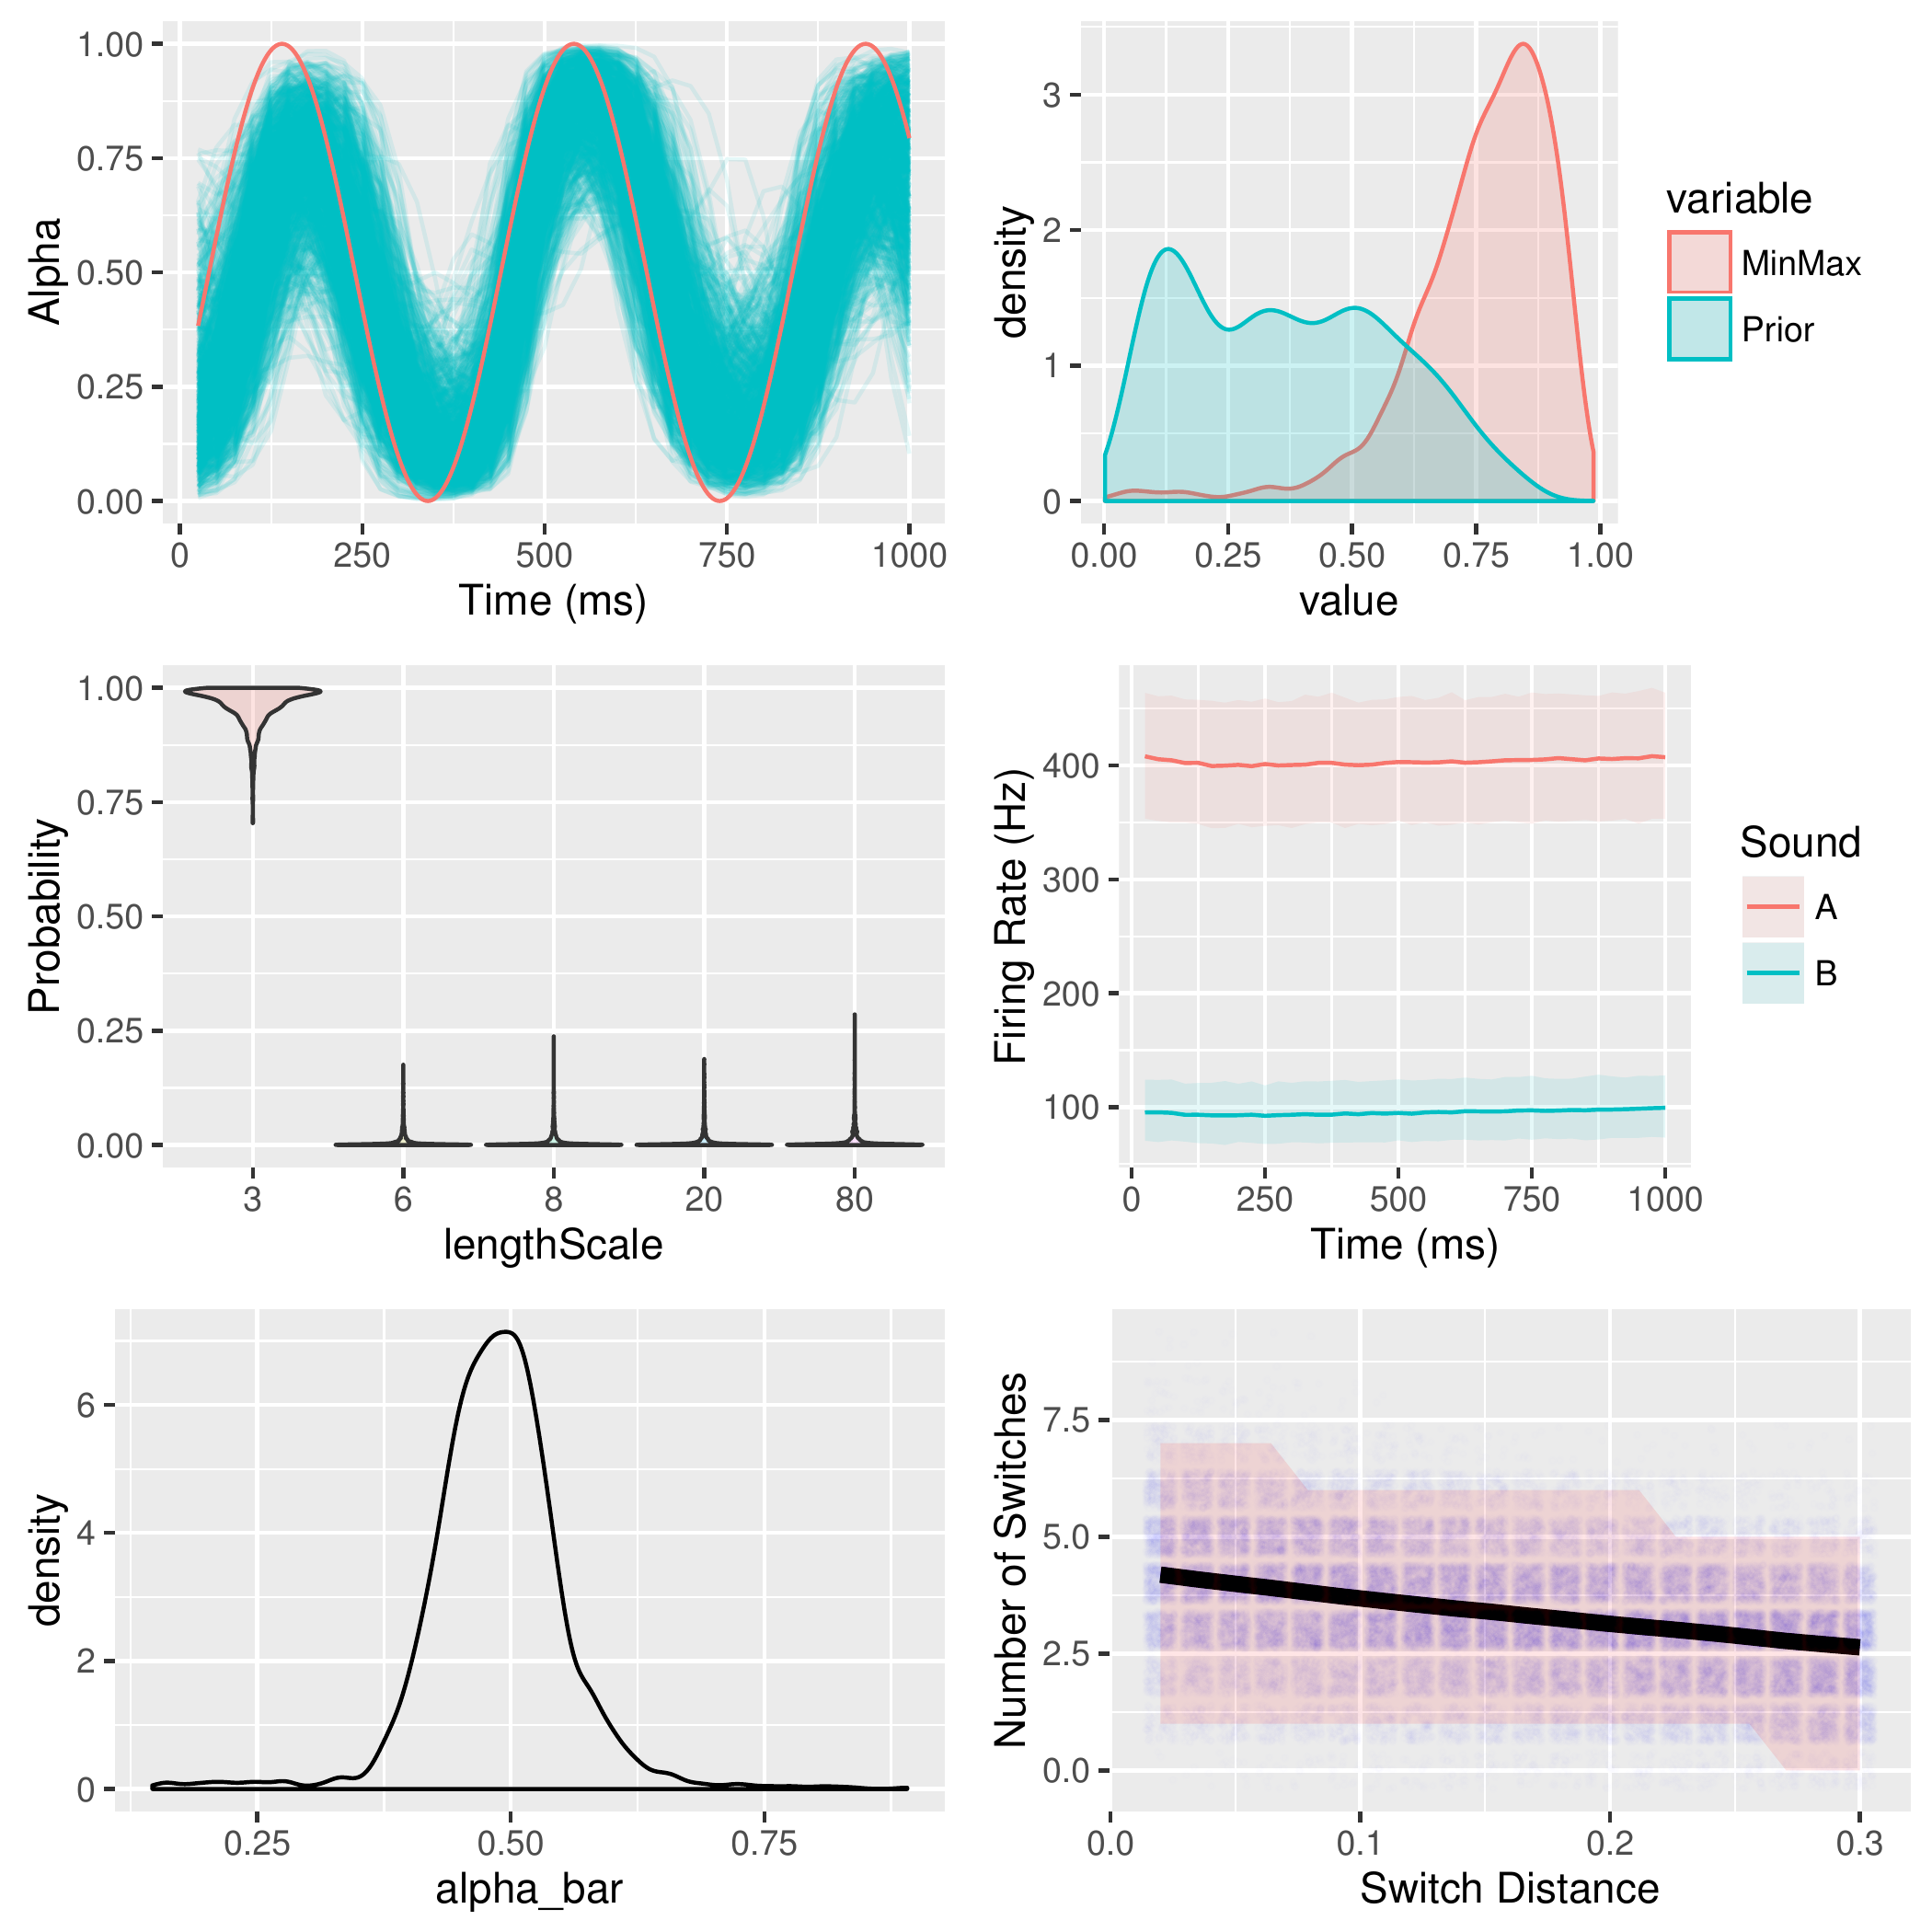 1.00
0.75
0.50
0.25
0.00
Alpha
0 250 500 750 1000
Time (ms)
3
2
1
0
density
0.00 0.25 0.50 0.75 1.00
value
variable
MinMax
Prior
1.00
0.75
0.50
0.25
0.00
Probability
3 6 8 20 80
lengthScale
400
300
200
100
Firing Rate (Hz)
0 250 500 750 1000
Time (ms)
Sound
A
B
6
4
2
0
density
0.25 0.50 0.75
alpha_bar
7.5
5.0
2.5
0.0
Number of Switches
0.0 0.1 0.2 0.3
Switch Distance